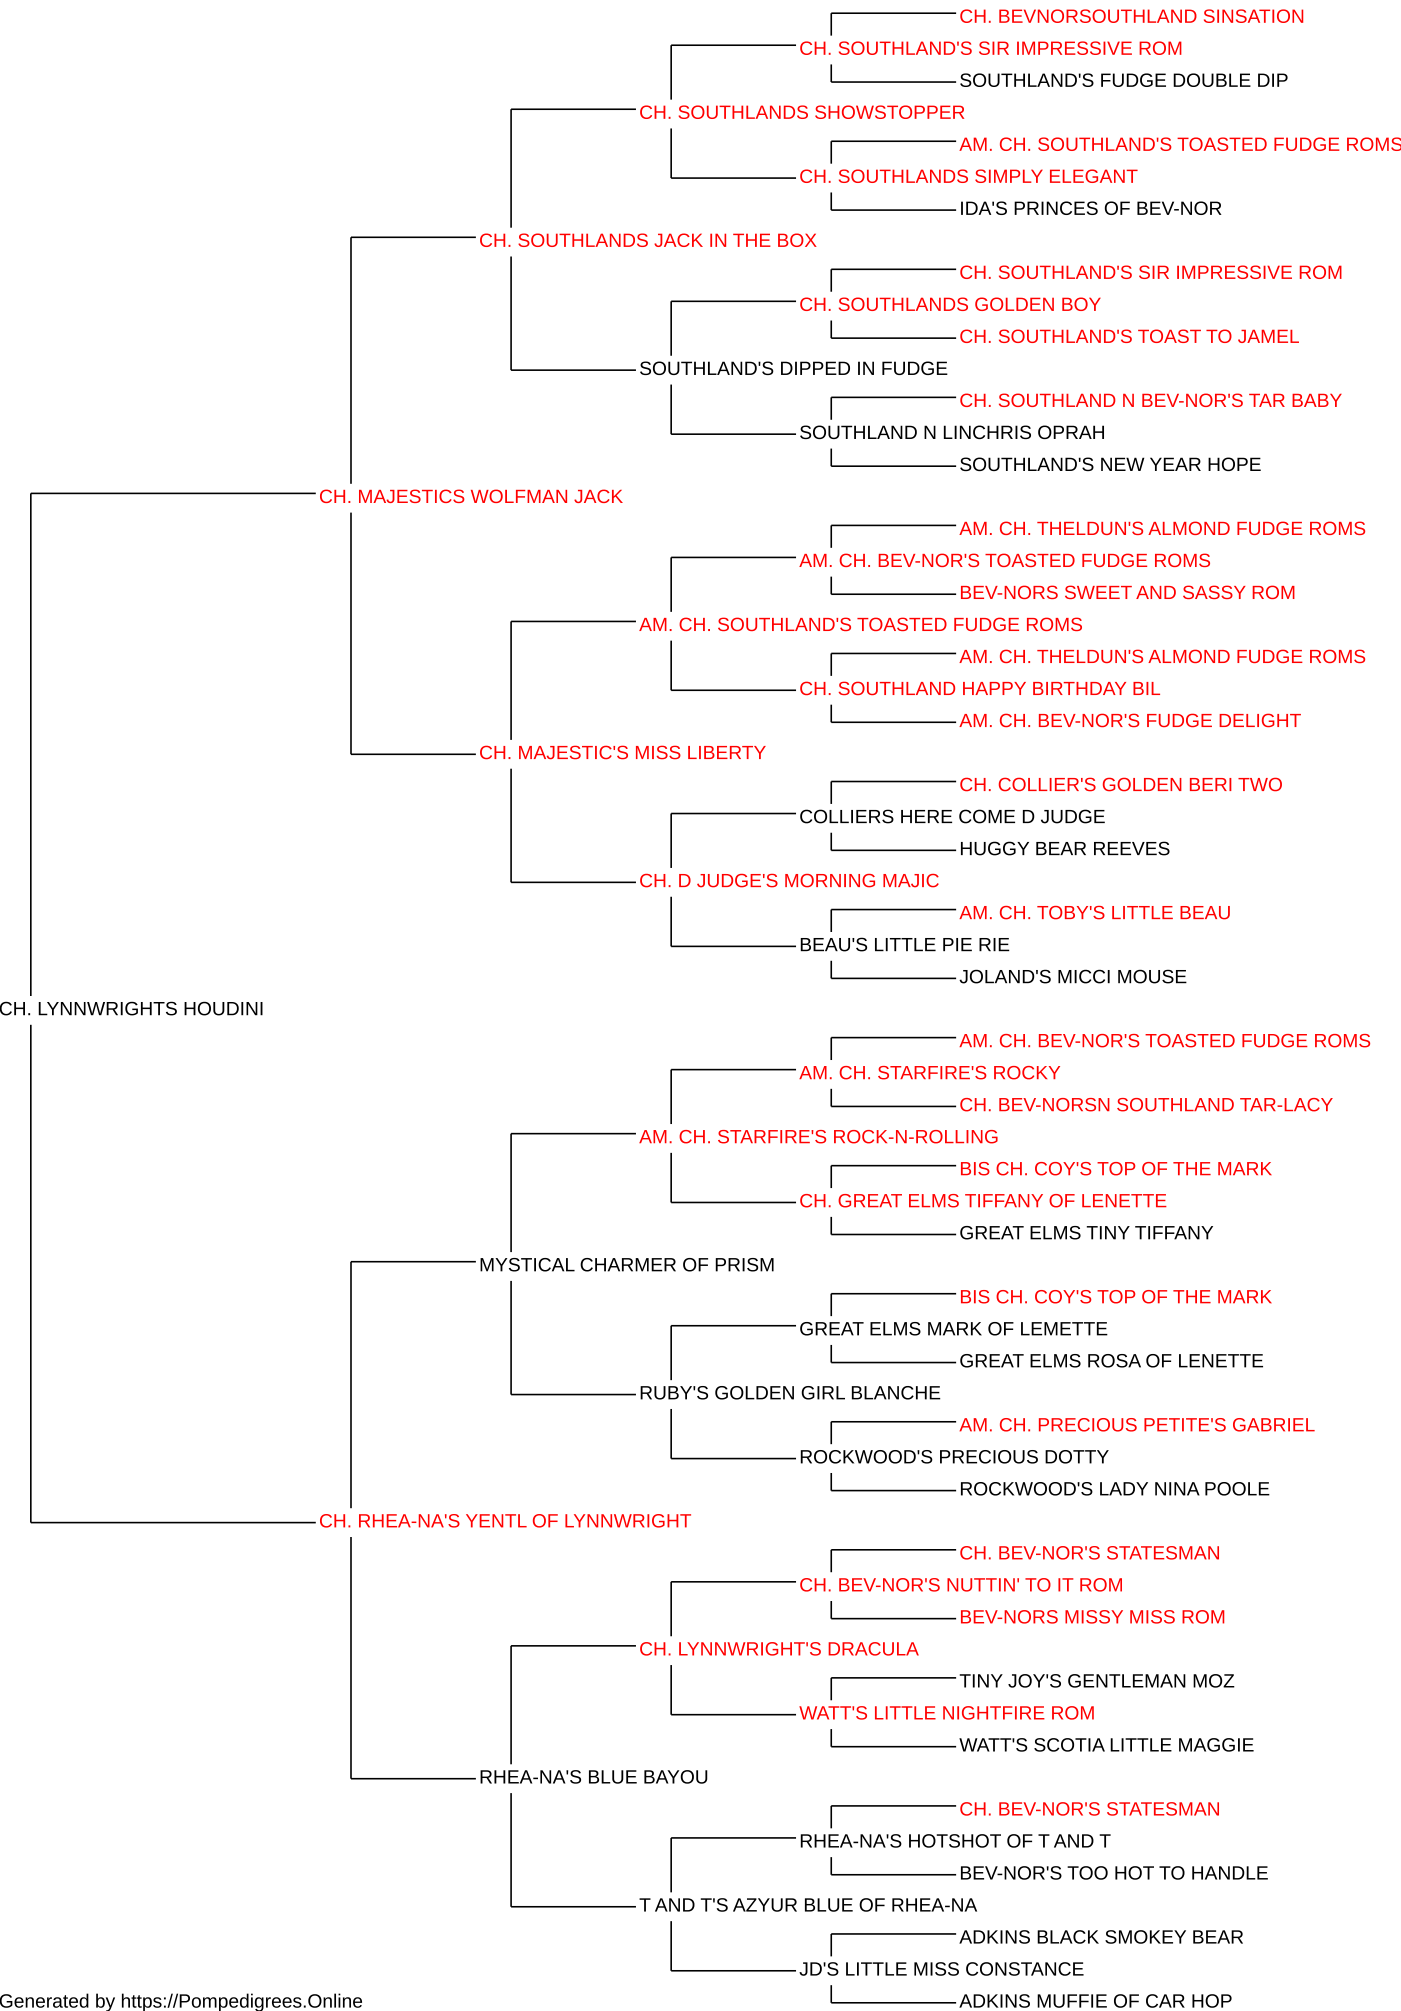 CH. BEVNORSOUTHLAND SINSATION
CH. SOUTHLAND'S SIR IMPRESSIVE ROM
SOUTHLAND'S FUDGE DOUBLE DIP
CH. SOUTHLANDS SHOWSTOPPER
AM. CH. SOUTHLAND'S TOASTED FUDGE ROMS
CH. SOUTHLANDS SIMPLY ELEGANT
IDA'S PRINCES OF BEV-NOR
CH. SOUTHLANDS JACK IN THE BOX
CH. SOUTHLAND'S SIR IMPRESSIVE ROM
CH. SOUTHLANDS GOLDEN BOY
CH. SOUTHLAND'S TOAST TO JAMEL
SOUTHLAND'S DIPPED IN FUDGE
CH. SOUTHLAND N BEV-NOR'S TAR BABY
SOUTHLAND N LINCHRIS OPRAH
SOUTHLAND'S NEW YEAR HOPE
CH. MAJESTICS WOLFMAN JACK
AM. CH. THELDUN'S ALMOND FUDGE ROMS
AM. CH. BEV-NOR'S TOASTED FUDGE ROMS
BEV-NORS SWEET AND SASSY ROM
AM. CH. SOUTHLAND'S TOASTED FUDGE ROMS
AM. CH. THELDUN'S ALMOND FUDGE ROMS
CH. SOUTHLAND HAPPY BIRTHDAY BIL
AM. CH. BEV-NOR'S FUDGE DELIGHT
CH. MAJESTIC'S MISS LIBERTY
CH. COLLIER'S GOLDEN BERI TWO
COLLIERS HERE COME D JUDGE
HUGGY BEAR REEVES
CH. D JUDGE'S MORNING MAJIC
AM. CH. TOBY'S LITTLE BEAU
BEAU'S LITTLE PIE RIE
JOLAND'S MICCI MOUSE
CH. LYNNWRIGHTS HOUDINI
AM. CH. BEV-NOR'S TOASTED FUDGE ROMS
AM. CH. STARFIRE'S ROCKY
CH. BEV-NORSN SOUTHLAND TAR-LACY
AM. CH. STARFIRE'S ROCK-N-ROLLING
BIS CH. COY'S TOP OF THE MARK
CH. GREAT ELMS TIFFANY OF LENETTE
GREAT ELMS TINY TIFFANY
MYSTICAL CHARMER OF PRISM
BIS CH. COY'S TOP OF THE MARK
GREAT ELMS MARK OF LEMETTE
GREAT ELMS ROSA OF LENETTE
RUBY'S GOLDEN GIRL BLANCHE
AM. CH. PRECIOUS PETITE'S GABRIEL
ROCKWOOD'S PRECIOUS DOTTY
ROCKWOOD'S LADY NINA POOLE
CH. RHEA-NA'S YENTL OF LYNNWRIGHT
CH. BEV-NOR'S STATESMAN
CH. BEV-NOR'S NUTTIN' TO IT ROM
BEV-NORS MISSY MISS ROM
CH. LYNNWRIGHT'S DRACULA
TINY JOY'S GENTLEMAN MOZ
WATT'S LITTLE NIGHTFIRE ROM
WATT'S SCOTIA LITTLE MAGGIE
RHEA-NA'S BLUE BAYOU
CH. BEV-NOR'S STATESMAN
RHEA-NA'S HOTSHOT OF T AND T
BEV-NOR'S TOO HOT TO HANDLE
T AND T'S AZYUR BLUE OF RHEA-NA
ADKINS BLACK SMOKEY BEAR
JD'S LITTLE MISS CONSTANCE
ADKINS MUFFIE OF CAR HOP
Generated by https://Pompedigrees.Online